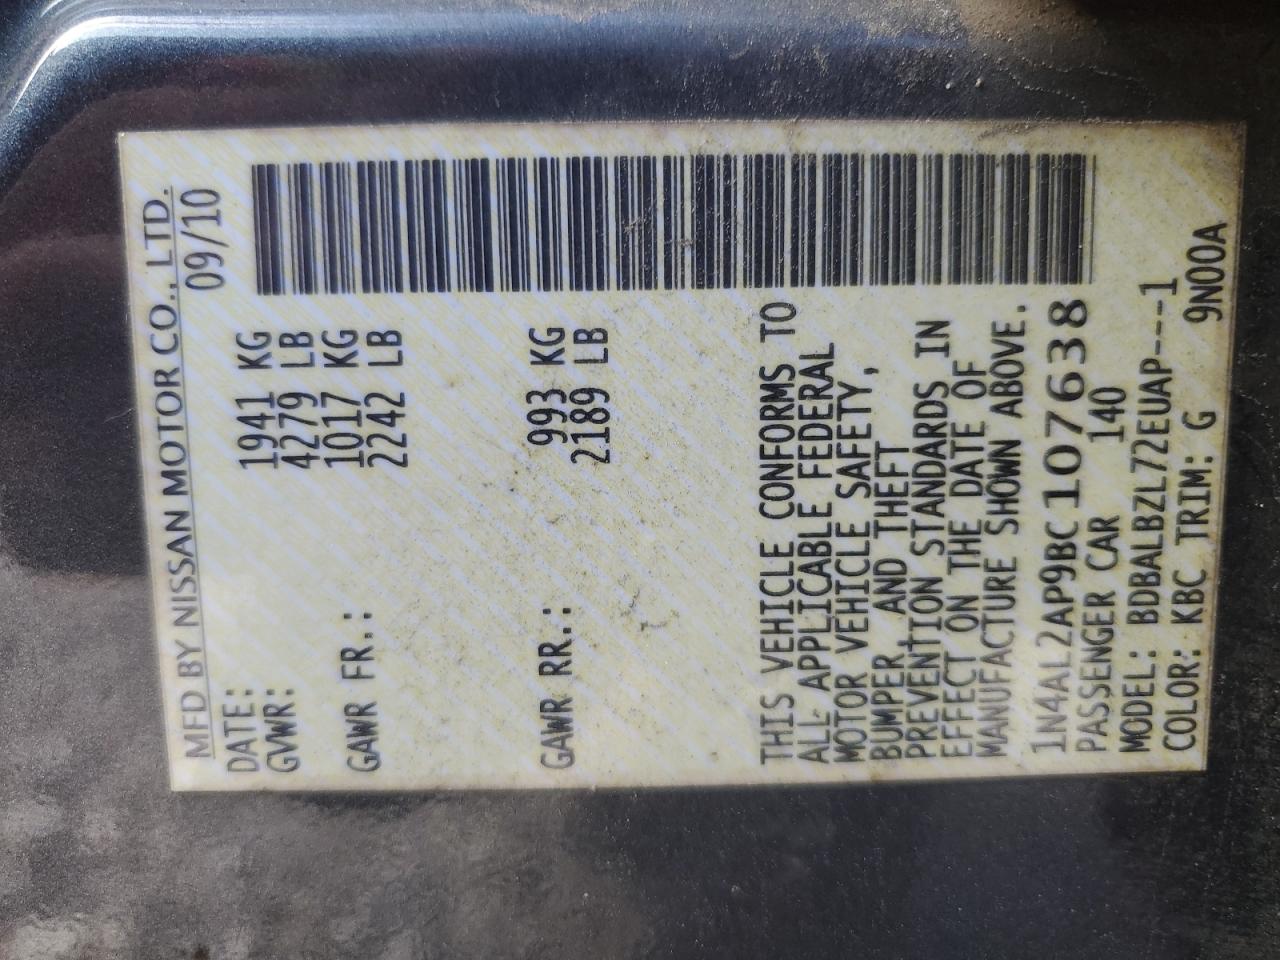 MFD BY NISSAN MOTOR CO., LTD.
DATE: 09/10
GVWR: 1941 KG
4279 LB
GAWR FR.: 1017 KG
2242 LB
GAWR RR.: 993 KG
2189 LB
THIS VEHICLE CONFORMS TO
ALL APPLICABLE FEDERAL
MOTOR VEHICLE SAFETY,
BUMPER AND THEFT
PREVENTION STANDARDS IN
EFFECT ON THE DATE OF
MANUFACTURE SHOWN ABOVE.
1N4AL2AP9BC107638
PASSENGER CAR 140
MODEL: BDBALBZL72EUAP---1
COLOR: KBC TRIM: G 9N00A